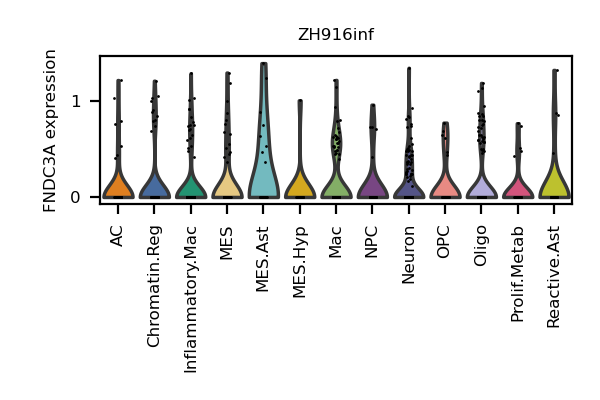 ZH916inf
FNDC3A expression
1
0
AC
Chromatin.Reg
Inflammatory.Mac
MES
MES.Ast
MES.Hyp
Mac
NPC
Neuron
OPC
Oligo
Prolif.Metab
Reactive.Ast